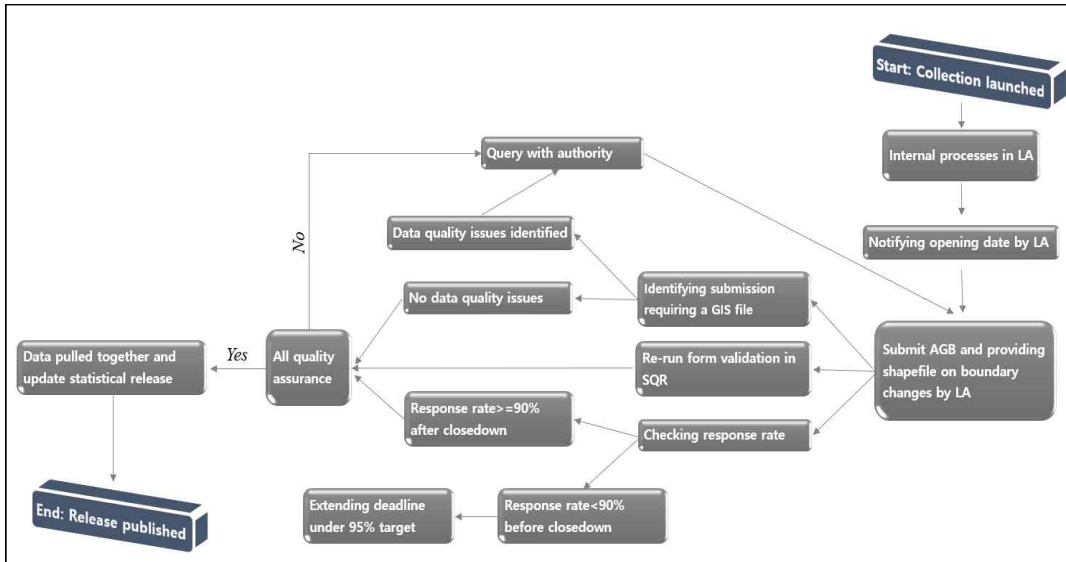 Start: Collection launched
Internal processes in LA
Notifying opening date by LA
Submit AGB and providing
shapefile on boundary
changes by LA
Query with authority
Data quality issues identified
No
Identifying submission
requiring a GIS file
No data quality issues
Re-run form validation in
SQR
All quality
assurance
Yes
Data pulled together and
update statistical release
Response rate>=90%
after closedown
Checking response rate
Response rate<90%
before closedown
Extending deadline
under 95% target
End: Release published